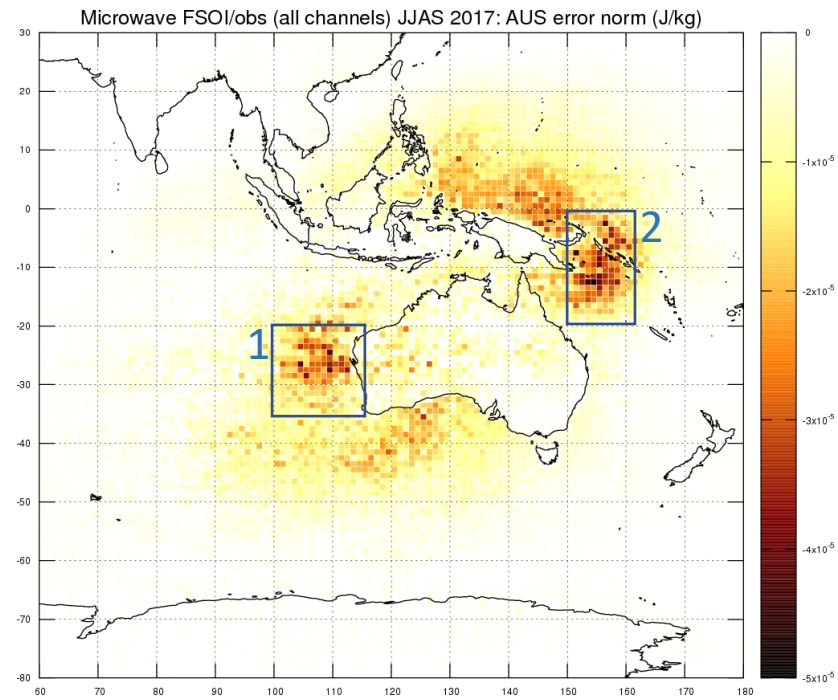 Microwave FSOI/obs (all channels) JJAS 2017: AUS error norm (J/kg)
30
20
10
0
-10
-20
-30
-40
-50
-60
-70
-80
60 70 80 90 100 110 120 130 140 150 160 170 180
1
2
0
-1x10⁻⁵
-2x10⁻⁵
-3x10⁻⁵
-4x10⁻⁵
-5x10⁻⁵